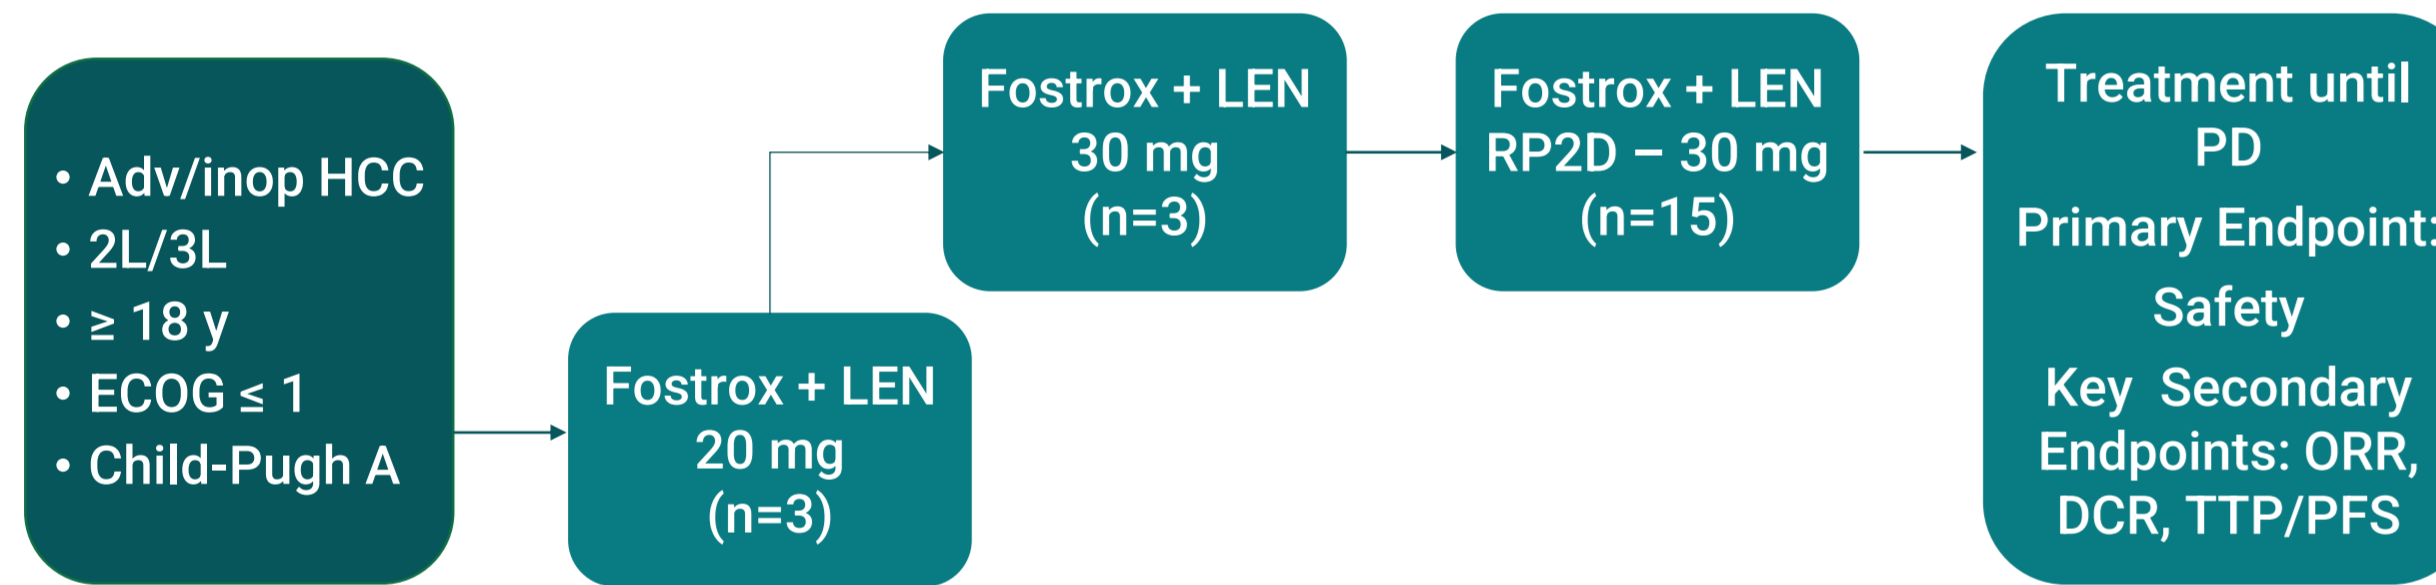 • Adv/inop HCC
• 2L/3L
• ≥ 18 y
• ECOG ≤ 1
• Child-Pugh A
Fostrox + LEN
20 mg
(n=3)
Fostrox + LEN
30 mg
(n=3)
Fostrox + LEN
RP2D – 30 mg
(n=15)
Treatment until
PD
Primary Endpoint:
Safety
Key Secondary
Endpoints: ORR,
DCR, TTP/PFS